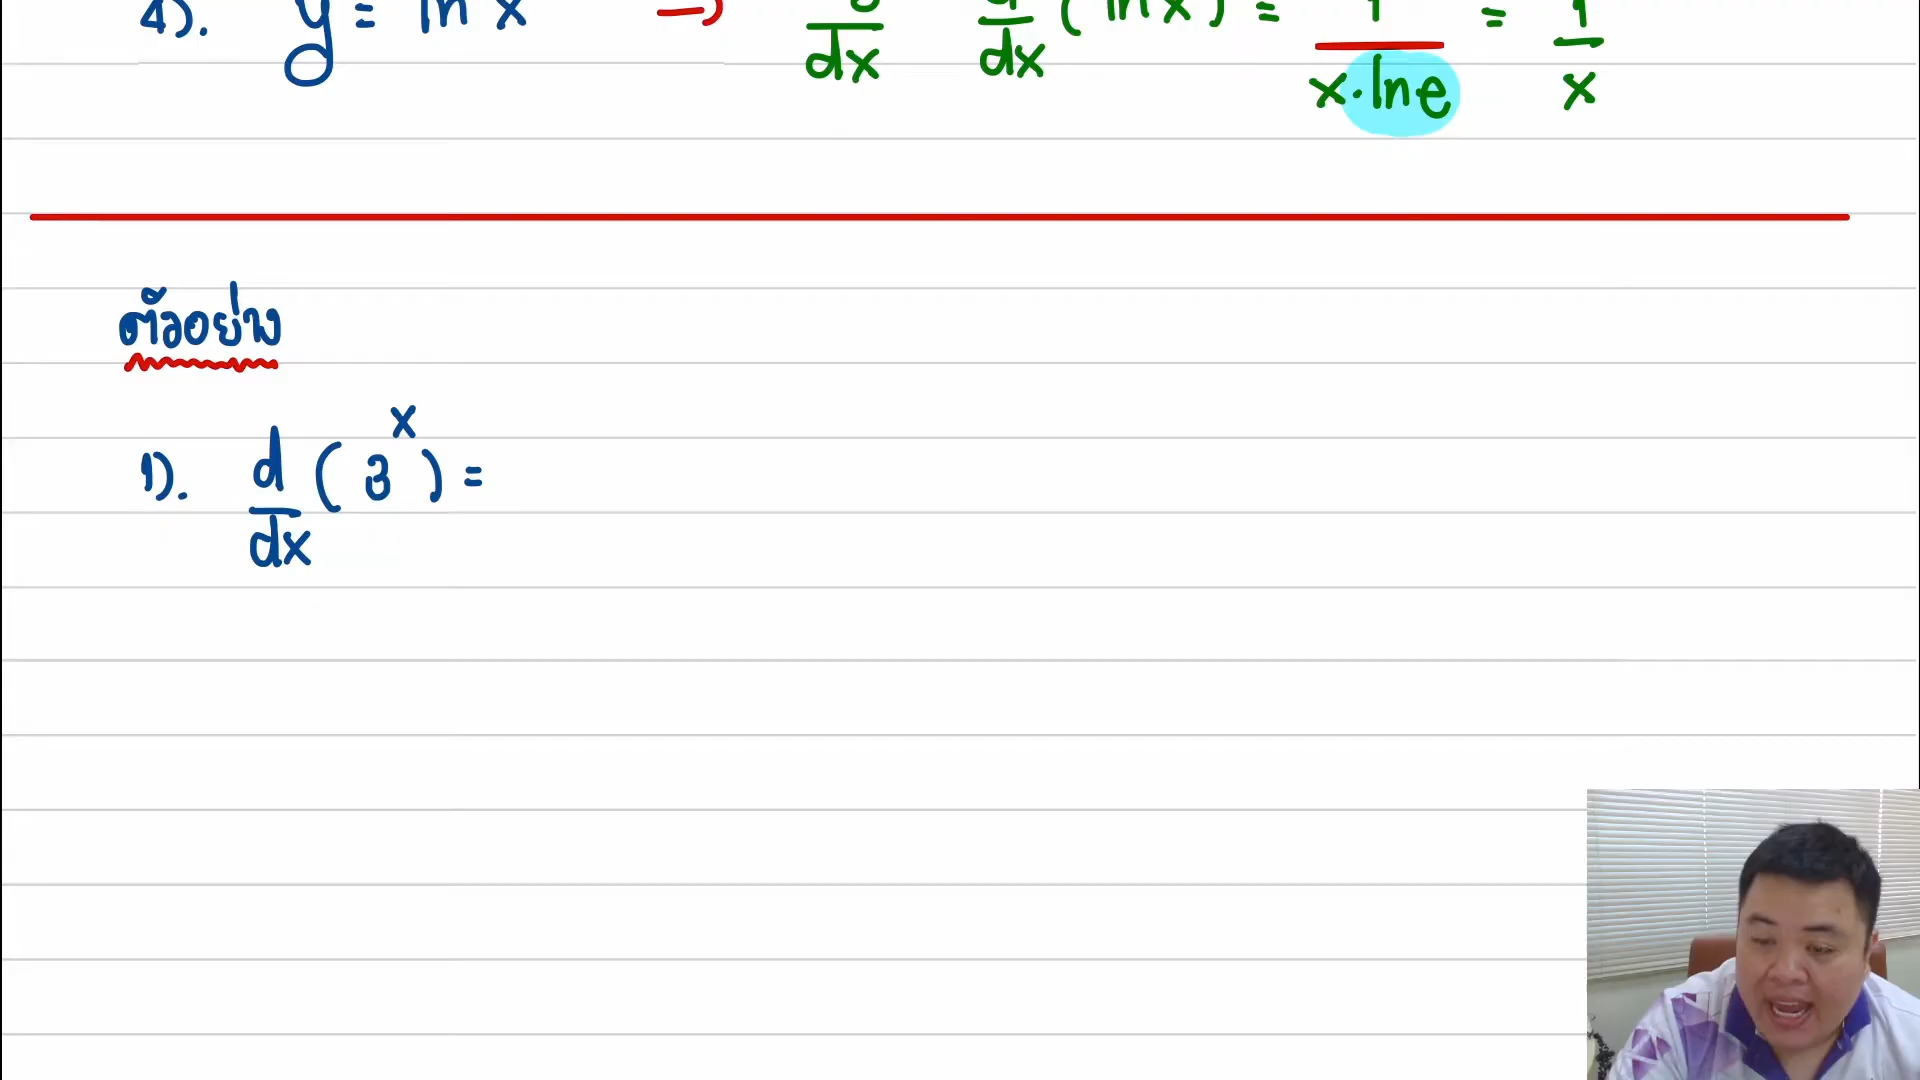 4). y = ln x → dy/dx = d/dx (ln x) = 1/(x·ln e) = 1/x
ตัวอย่าง
1). d/dx (3^x) =